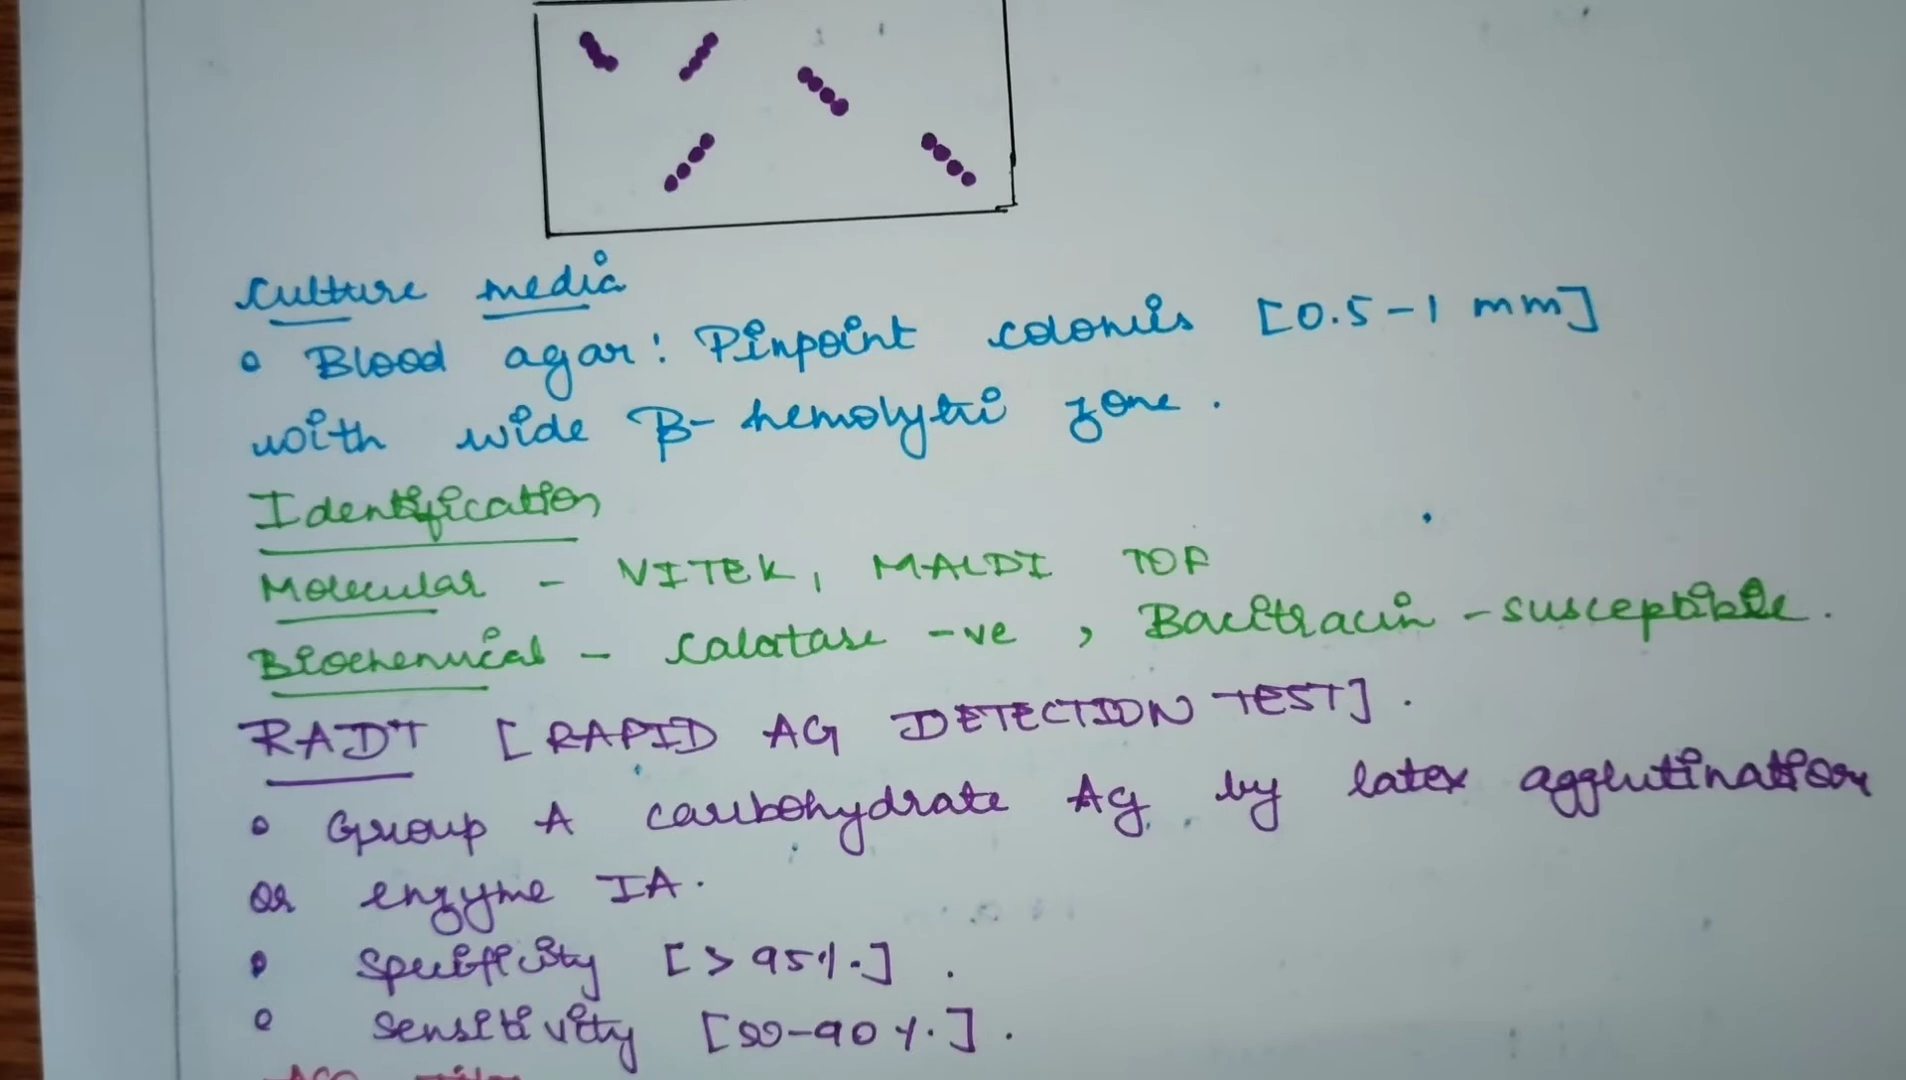 Culture media
• Blood agar: Pinpoint colonies [0.5-1 mm]
with wide β-hemolytic zone.
Identification
Molecular - VITEK, MALDI TOF
Biochemical - Catalase -ve, Bacitracin - susceptible.
RADT [RAPID AG DETECTION TEST].
• Group A carbohydrate Ag. by latex agglutination
or enzyme IA.
• Specificity [>95%.] .
• Sensitivity [80-90%.].